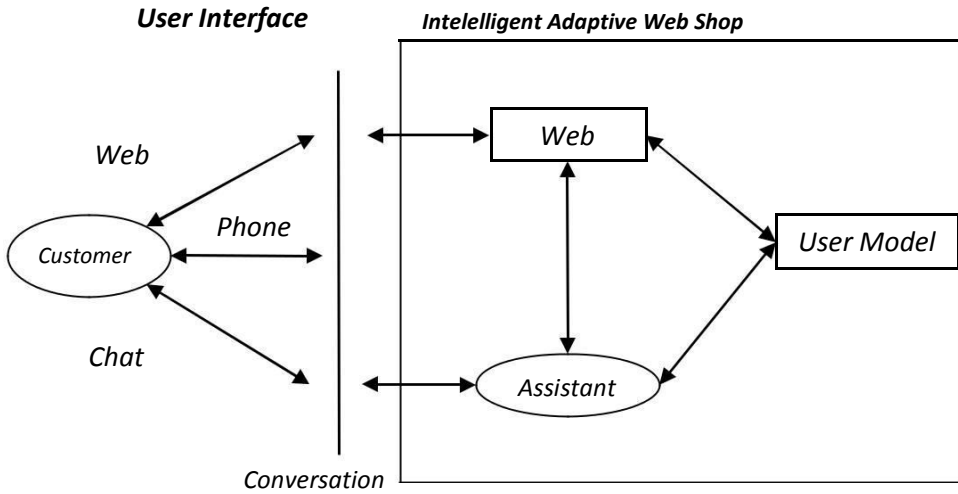 User Interface
Intelelligent Adaptive Web Shop
Web
Web
Phone
Customer
User Model
Chat
Assistant
Conversation